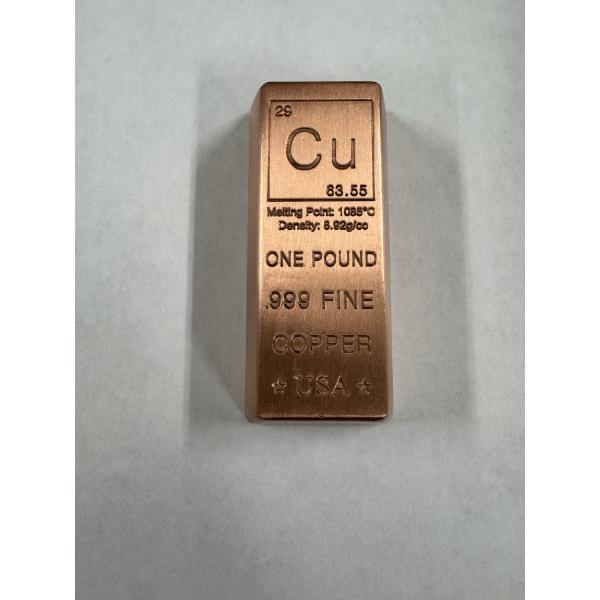 29
Cu
63.55
Melting Point: 1085°C
Density: 8.92g/cc
ONE POUND
.999 FINE
COPPER
★ USA ★